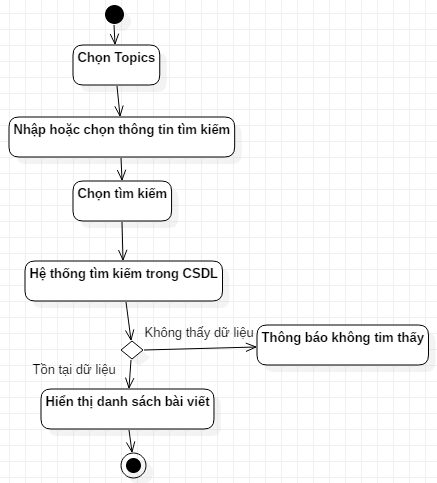 Chọn Topics
Nhập hoặc chọn thông tin tìm kiếm
Chọn tìm kiếm
Hệ thống tìm kiếm trong CSDL
Không thấy dữ liệu
Thông báo không tim thấy
Tồn tại dữ liệu
Hiển thị danh sách bài viết